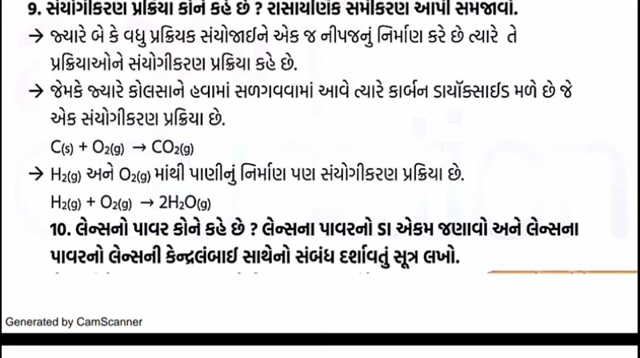 9. સંયોગીકરણ પ્રક્રિયા કોને કહે છે ? રાસાયણિક સમીકરણ આપી સમજાવો.
→ જ્યારે બે કે વધુ પ્રક્રિયક સંયોજાઈને એક જ નીપજનું નિર્માણ કરે છે ત્યારે તે
પ્રક્રિયાઓને સંયોગીકરણ પ્રક્રિયા કહે છે.
→ જેમકે જ્યારે કોલસાને હવામાં સળગવવામાં આવે ત્યારે કાર્બન ડાયૉક્સાઈડ મળે છે જે
એક સંયોગીકરણ પ્રક્રિયા છે.
C(s) + O2(g) → CO2(g)
→ H2(g) અને O2(g) માંથી પાણીનું નિર્માણ પણ સંયોગીકરણ પ્રક્રિયા છે.
H2(g) + O2(g) → 2H2O(g)
10. લેન્સનો પાવર કોને કહે છે ? લેન્સના પાવરનો ડા એકમ જણાવો અને લેન્સના
પાવરનો લેન્સની કેન્દ્રલંબાઈ સાથેનો સંબંધ દર્શાવતું સૂત્ર લખો.
Generated by CamScanner